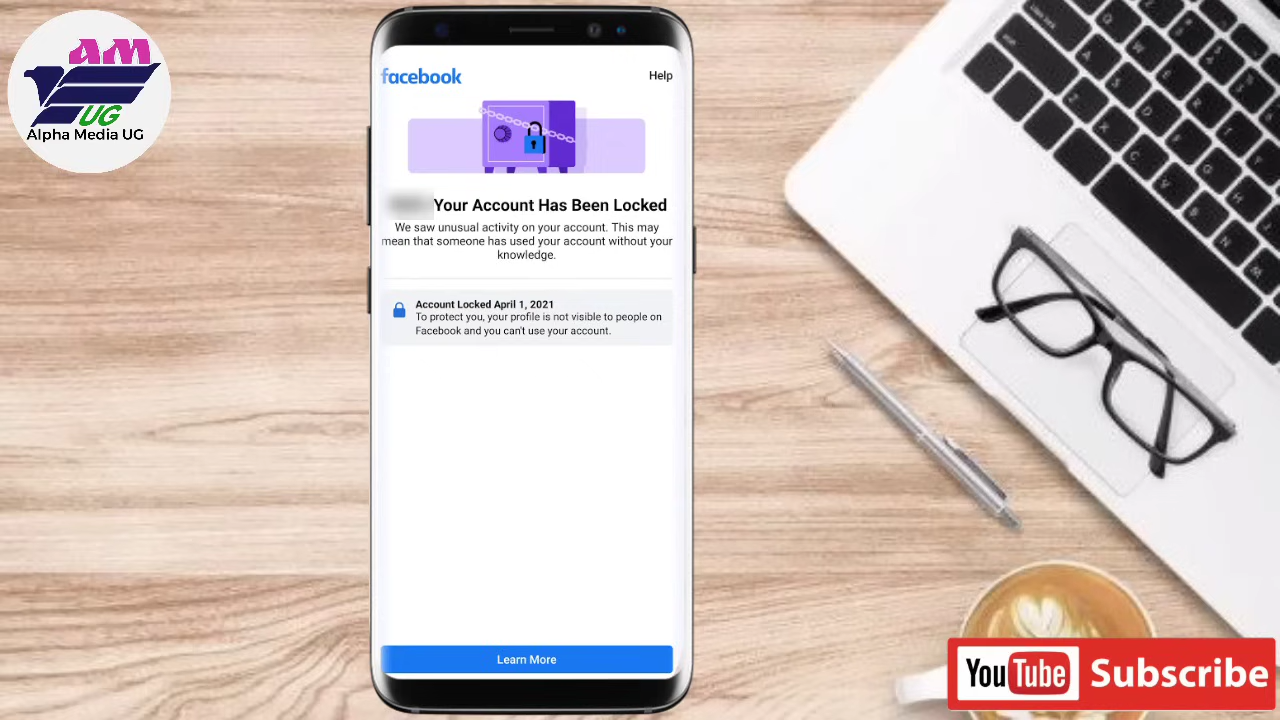 AM
UG
Alpha Media UG
facebook
Help
Your Account Has Been Locked
We saw unusual activity on your account. This may
mean that someone has used your account without your
knowledge.
Account Locked April 1, 2021
To protect you, your profile is not visible to people on
Facebook and you can't use your account.
Learn More
YouTube Subscribe